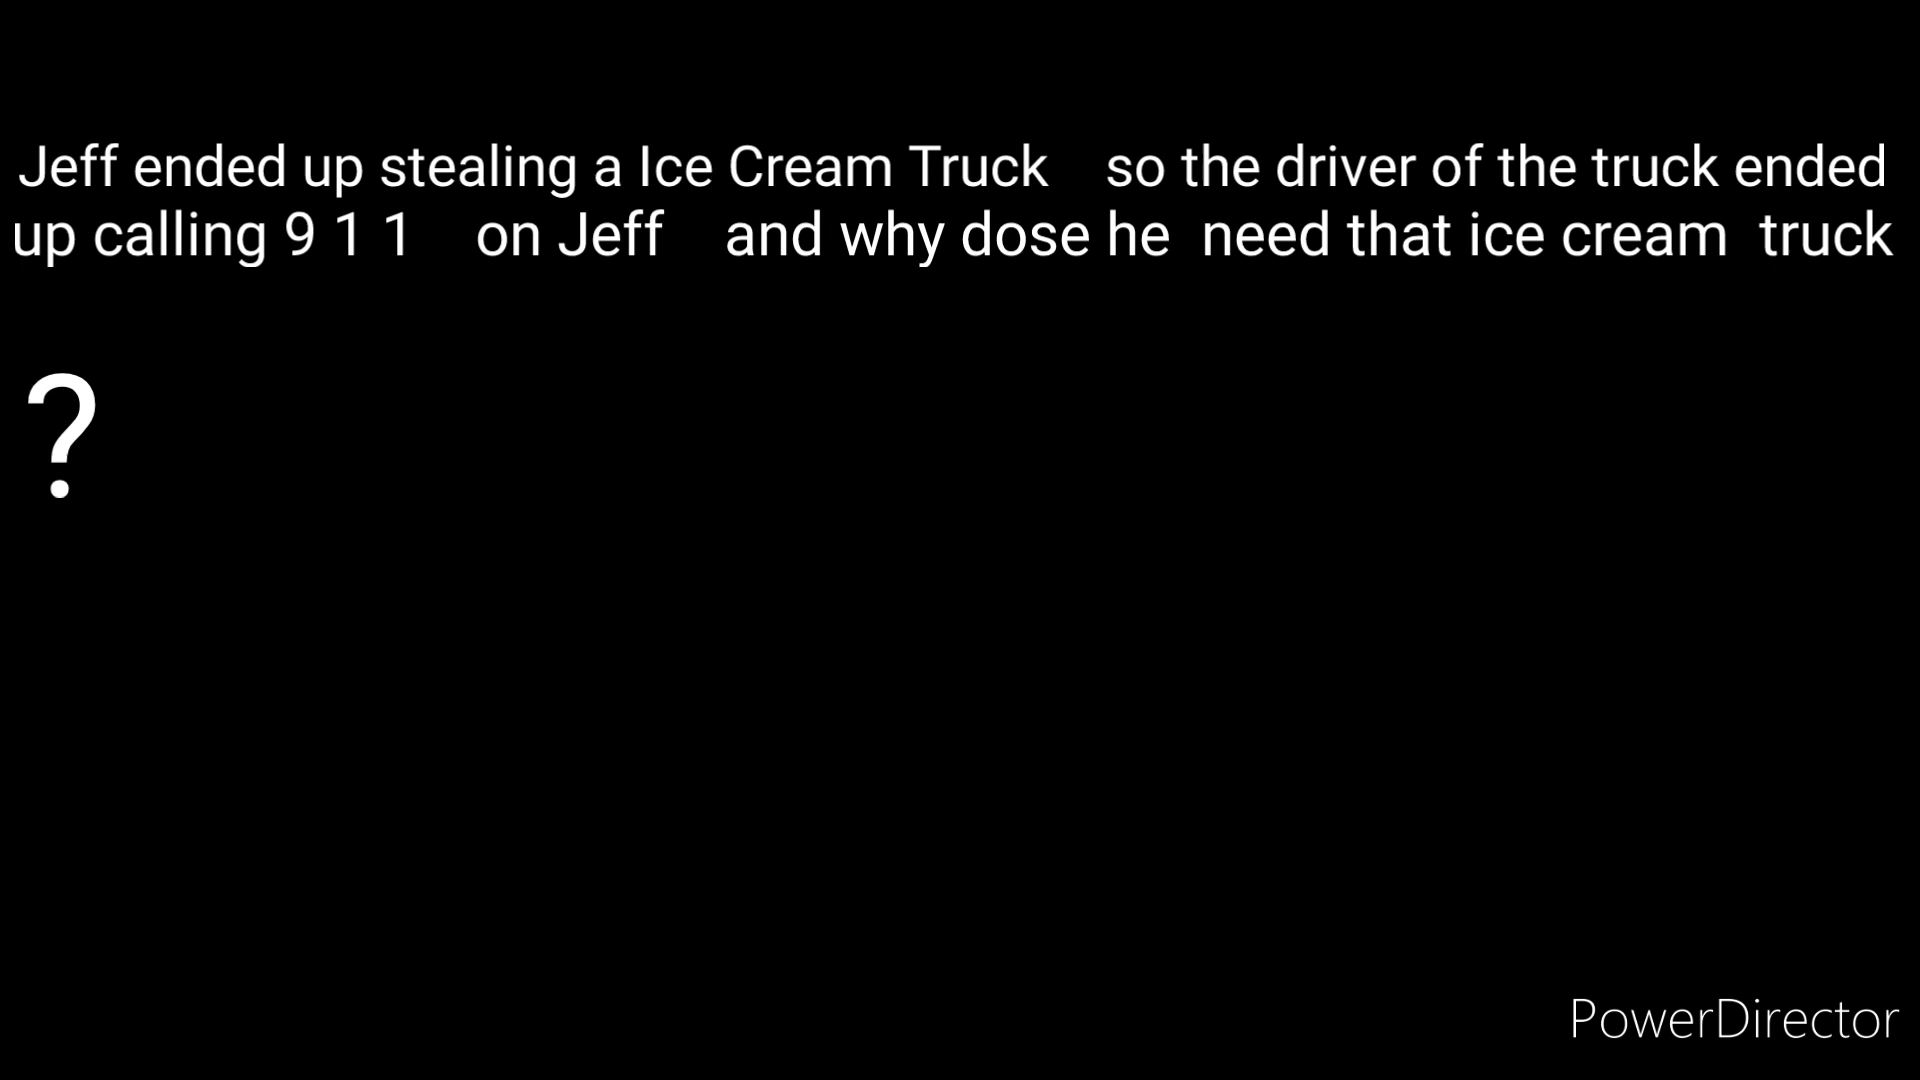 Jeff ended up stealing a Ice Cream Truck    so the driver of the truck ended
up calling 9 1 1    on Jeff    and why dose he  need that ice cream  truck
?
PowerDirector